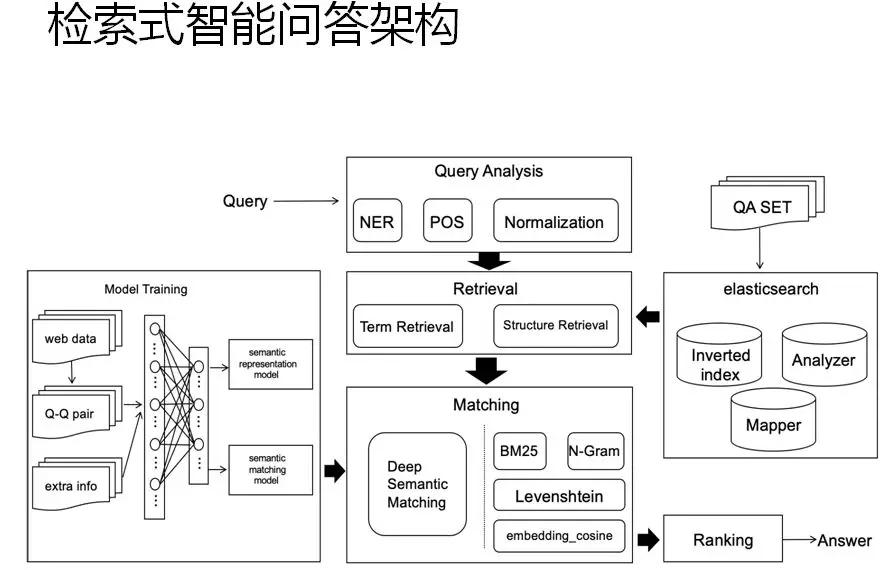 检索式智能问答架构
Query Analysis
Query
NER
POS
Normalization
QA SET
Model Training
Retrieval
Term Retrieval
Structure Retrieval
elasticsearch
Inverted
index
Analyzer
Mapper
web data
Q-Q pair
extra info
semantic
representation
model
semantic
matching
model
Matching
Deep
Semantic
Matching
BM25
N-Gram
Levenshtein
embedding_cosine
Ranking
Answer